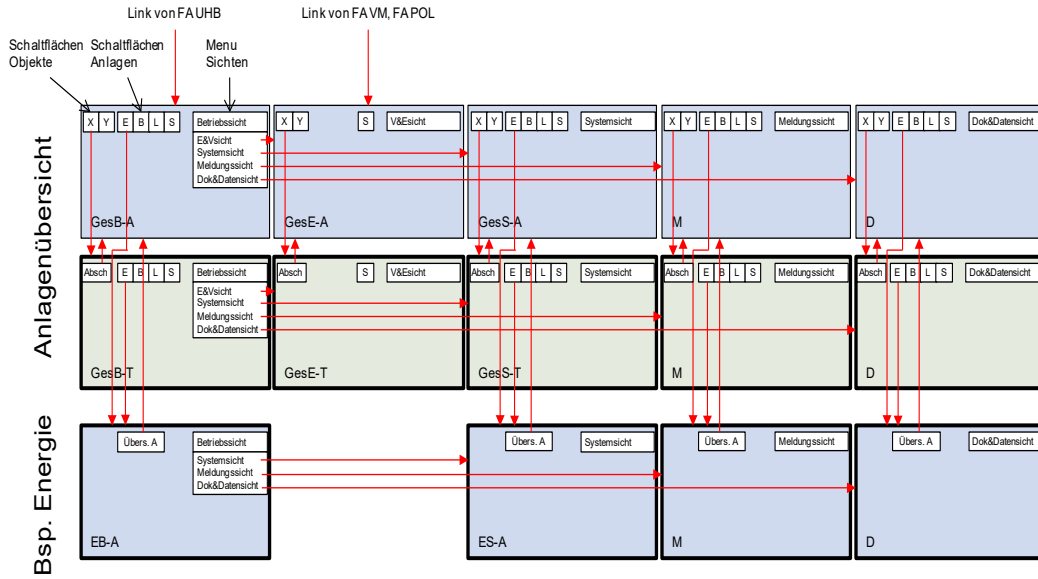 Link von FAUHB
Link von FAVM, FAPOL
Schaltflächen Objekte
Schaltflächen Anlagen
Menu Sichten
Anlagenübersicht
X Y E B L S Betriebssicht
E&Vsicht
Systemsicht
Meldungssicht
Dok&Datensicht
GesB-A
X Y S V&Esicht
GesE-A
X Y E B L S Systemsicht
GesS-A
X Y E B L S Meldungssicht
M
X Y E B L S Dok&Datensicht
D
Absch E B L S Betriebssicht
E&Vsicht
Systemsicht
Meldungssicht
Dok&Datensicht
GesB-T
Absch S V&Esicht
GesE-T
Absch E B L S Systemsicht
GesS-T
Absch E B L S Meldungssicht
M
Absch E B L S Dok&Datensicht
D
Bsp. Energie
Übers. A Betriebssicht
Systemsicht
Meldungssicht
Dok&Datensicht
EB-A
Übers. A Systemsicht
ES-A
Übers. A Meldungssicht
M
Übers. A Dok&Datensicht
D